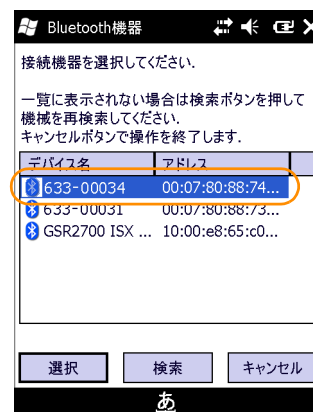 Bluetooth機器
接続機器を選択してください.
一覧に表示されない場合は検索ボタンを押して
機械を再検索してください.
キャンセルボタンで操作を終了します.
デバイス名 アドレス
633-00034 00:07:80:88:74...
633-00031 00:07:80:88:73...
GSR2700 ISX ... 10:00:e8:65:c0...
選択 検索 キャンセル
あ